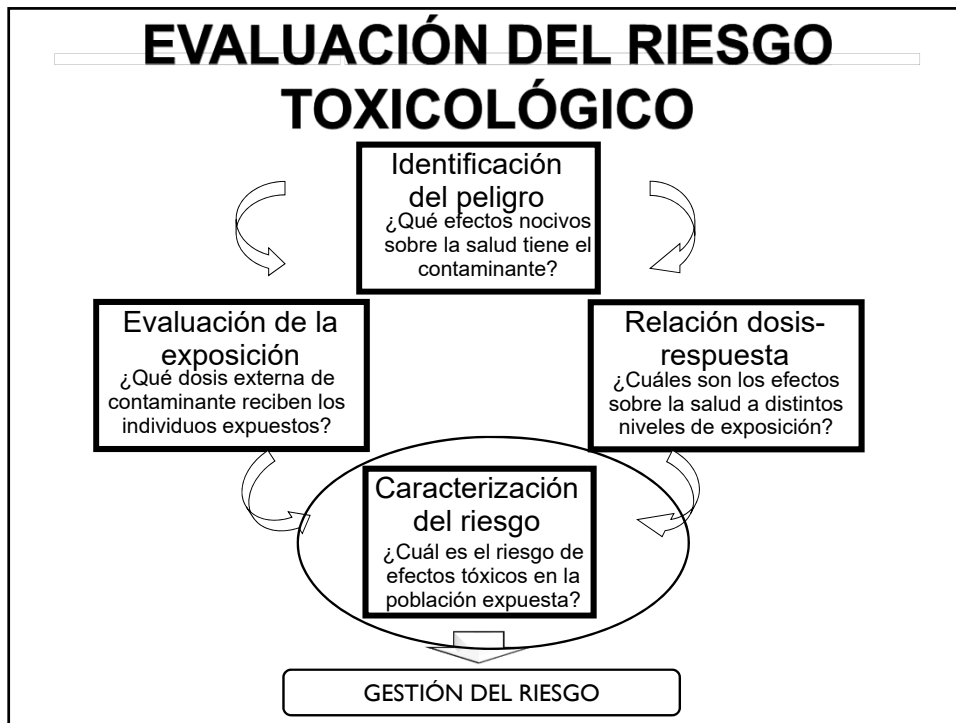 EVALUACIÓN DEL RIESGO
TOXICOLÓGICO
Identificación
del peligro
¿Qué efectos nocivos
sobre la salud tiene el
contaminante?
Evaluación de la
exposición
¿Qué dosis externa de
contaminante reciben los
individuos expuestos?
Relación dosis-
respuesta
¿Cuáles son los efectos
sobre la salud a distintos
niveles de exposición?
Caracterización
del riesgo
¿Cuál es el riesgo de
efectos tóxicos en la
población expuesta?
GESTIÓN DEL RIESGO